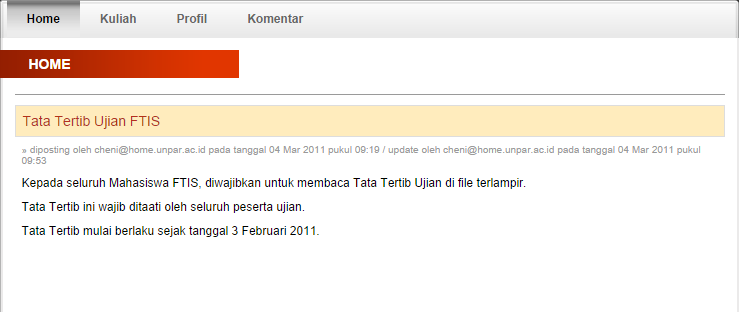 Home Kuliah Profil Komentar
HOME
Tata Tertib Ujian FTIS
» diposting oleh cheni@home.unpar.ac.id pada tanggal 04 Mar 2011 pukul 09:19 / update oleh cheni@home.unpar.ac.id pada tanggal 04 Mar 2011 pukul
09:53
Kepada seluruh Mahasiswa FTIS, diwajibkan untuk membaca Tata Tertib Ujian di file terlampir.
Tata Tertib ini wajib ditaati oleh seluruh peserta ujian.
Tata Tertib mulai berlaku sejak tanggal 3 Februari 2011.